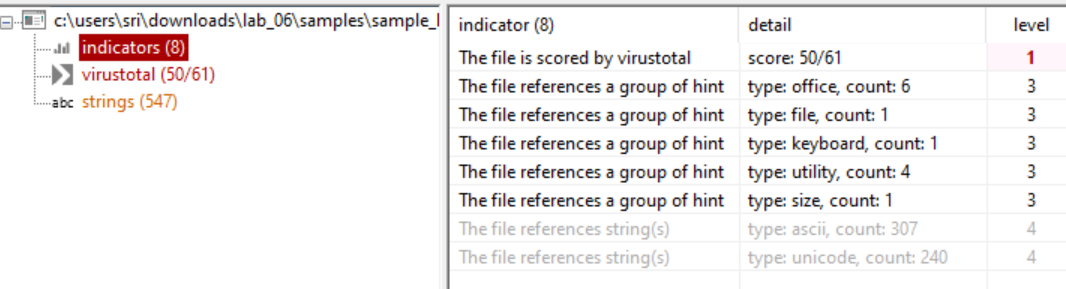 c:\users\sri\downloads\lab_06\samples\sample_l
indicators (8)
virustotal (50/61)
abc strings (547)
indicator (8) detail level
The file is scored by virustotal score: 50/61 1
The file references a group of hint type: office, count: 6 3
The file references a group of hint type: file, count: 1 3
The file references a group of hint type: keyboard, count: 1 3
The file references a group of hint type: utility, count: 4 3
The file references a group of hint type: size, count: 1 3
The file references string(s) type: ascii, count: 307 4
The file references string(s) type: unicode, count: 240 4